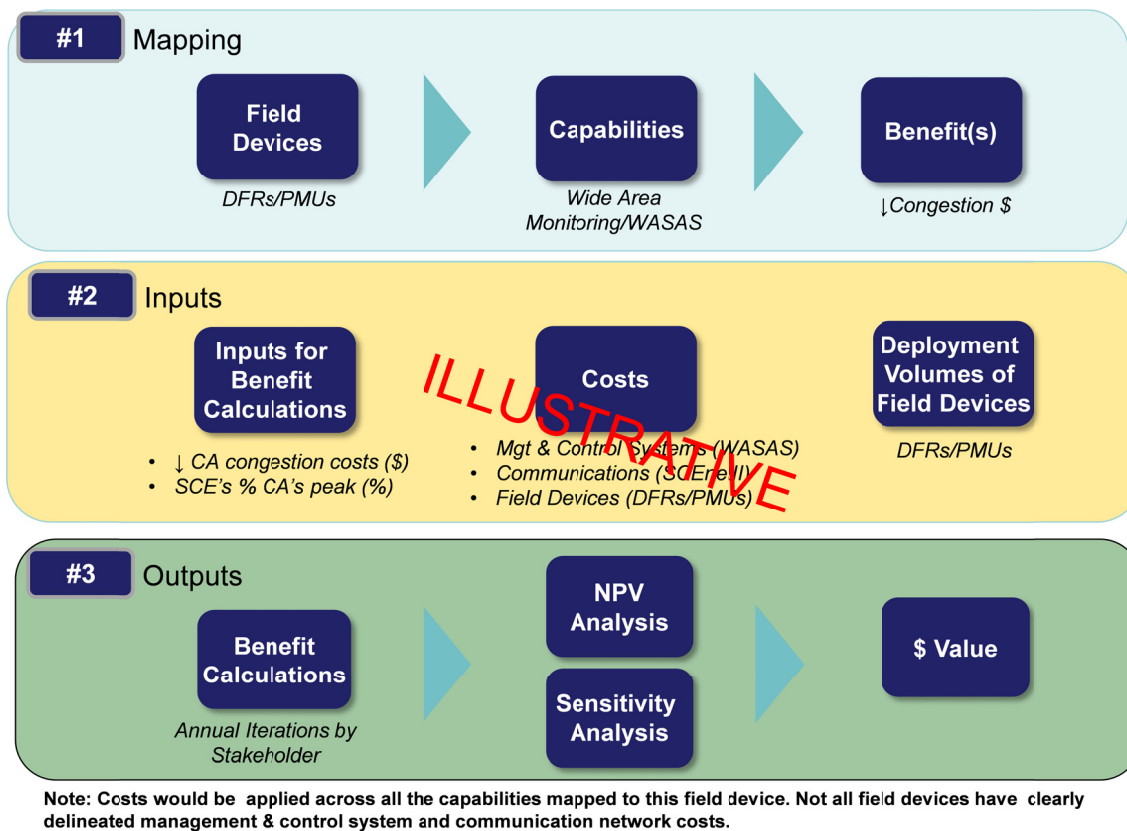 #1 Mapping
Field
Devices
DFRs/PMUs
Capabilities
Wide Area
Monitoring/WASAS
Benefit(s)
↓Congestion $
#2 Inputs
Inputs for
Benefit
Calculations
• ↓ CA congestion costs ($)
• SCE's % CA's peak (%)
Costs
• Mgt & Control Systems (WASAS)
• Communications (SCEnetII)
• Field Devices (DFRs/PMUs)
Deployment
Volumes of
Field Devices
DFRs/PMUs
ILLUSTRATIVE
#3 Outputs
Benefit
Calculations
Annual Iterations by
Stakeholder
NPV
Analysis
Sensitivity
Analysis
$ Value
Note: Costs would be applied across all the capabilities mapped to this field device. Not all field devices have clearly
delineated management & control system and communication network costs.